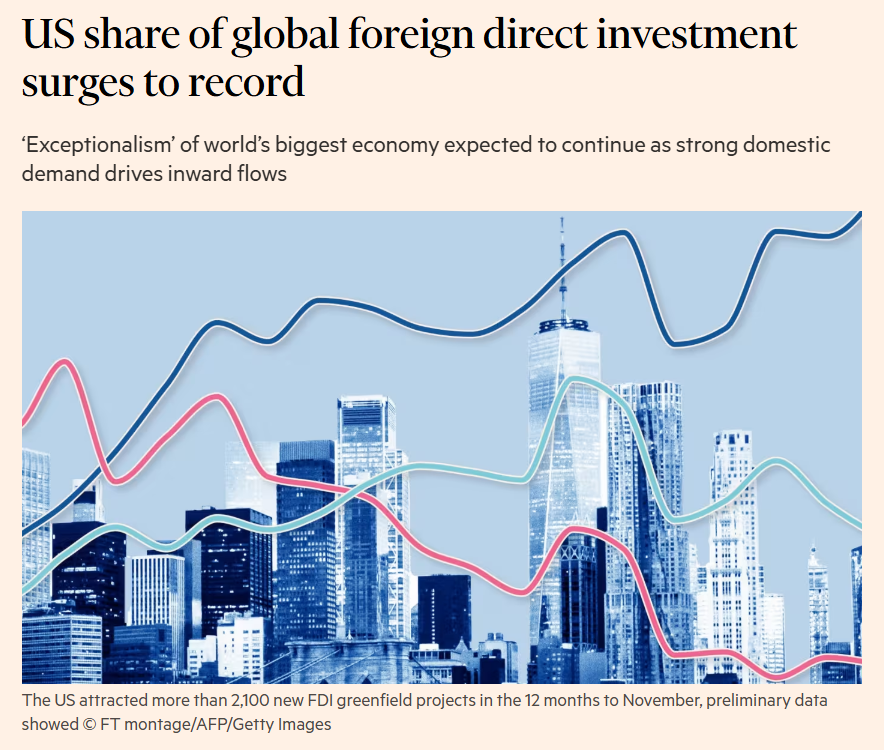 US share of global foreign direct investment
surges to record
‘Exceptionalism’ of world’s biggest economy expected to continue as strong domestic
demand drives inward flows
The US attracted more than 2,100 new FDI greenfield projects in the 12 months to November, preliminary data
showed © FT montage/AFP/Getty Images